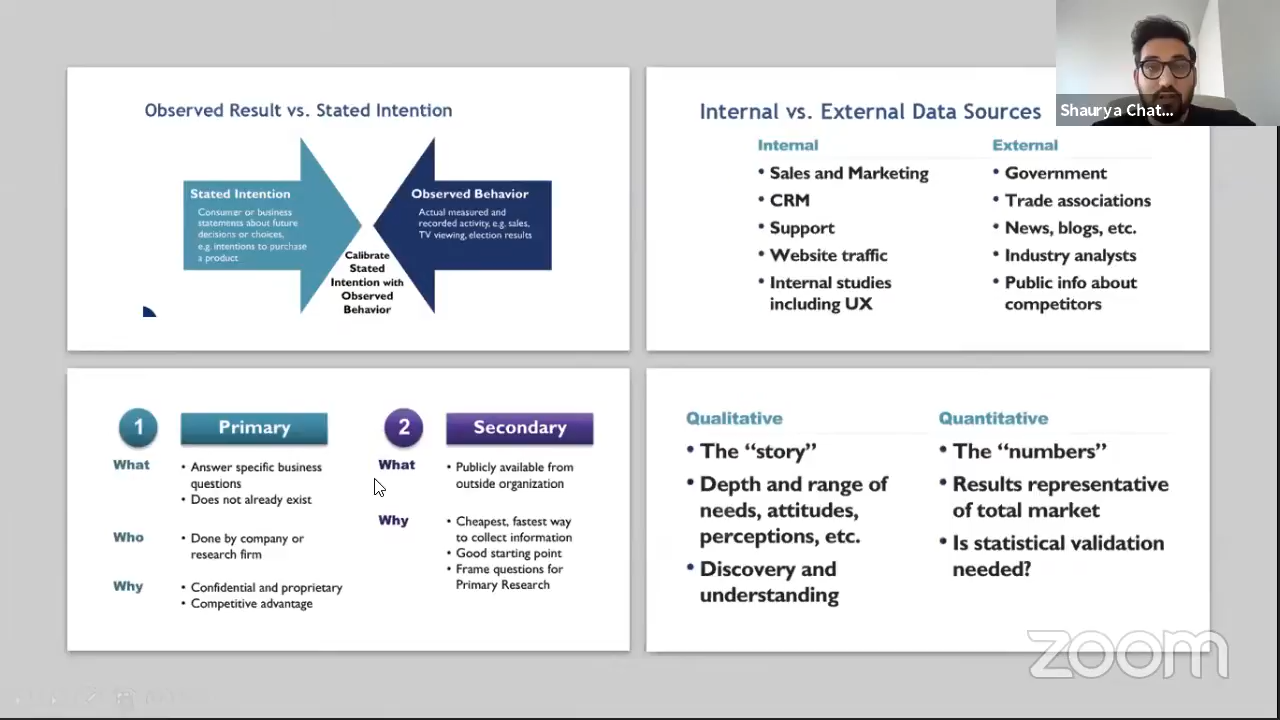 Observed Result vs. Stated Intention
Stated Intention
Consumer or business
statements about future
decisions or choices,
e.g. intentions to purchase
a product
Observed Behavior
Actual measured and
recorded activity, e.g. sales,
TV viewing, election results
Calibrate
Stated
Intention with
Observed
Behavior
Internal vs. External Data Sources
Internal
• Sales and Marketing
• CRM
• Support
• Website traffic
• Internal studies
including UX
External
• Government
• Trade associations
• News, blogs, etc.
• Industry analysts
• Public info about
competitors
Shaurya Chat...
1
Primary
What
• Answer specific business
questions
• Does not already exist
Who
• Done by company or
research firm
Why
• Confidential and proprietary
• Competitive advantage
2
Secondary
What
• Publicly available from
outside organization
Why
• Cheapest, fastest way
to collect information
• Good starting point
• Frame questions for
Primary Research
Qualitative
• The “story”
• Depth and range of
needs, attitudes,
perceptions, etc.
• Discovery and
understanding
Quantitative
• The “numbers”
• Results representative
of total market
• Is statistical validation
needed?
zoom